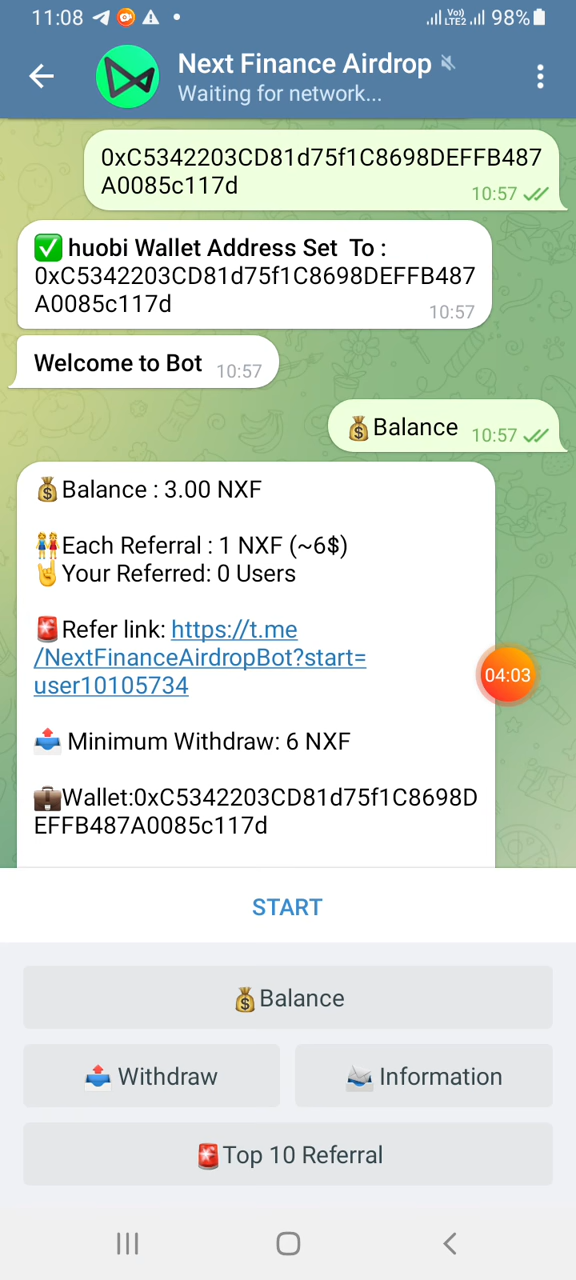 11:08 98%
Next Finance Airdrop
Waiting for network...
0xC5342203CD81d75f1C8698DEFFB487
A0085c117d 10:57
✅ huobi Wallet Address Set To :
0xC5342203CD81d75f1C8698DEFFB487
A0085c117d 10:57
Welcome to Bot 10:57
💰Balance 10:57
💰Balance : 3.00 NXF
👭Each Referral : 1 NXF (~6$)
🤘Your Referred: 0 Users
🚨Refer link: https://t.me
/NextFinanceAirdropBot?start=
user10105734
04:03
📤 Minimum Withdraw: 6 NXF
💼Wallet:0xC5342203CD81d75f1C8698D
EFFB487A0085c117d
START
💰Balance
📤 Withdraw
📨 Information
🚨Top 10 Referral